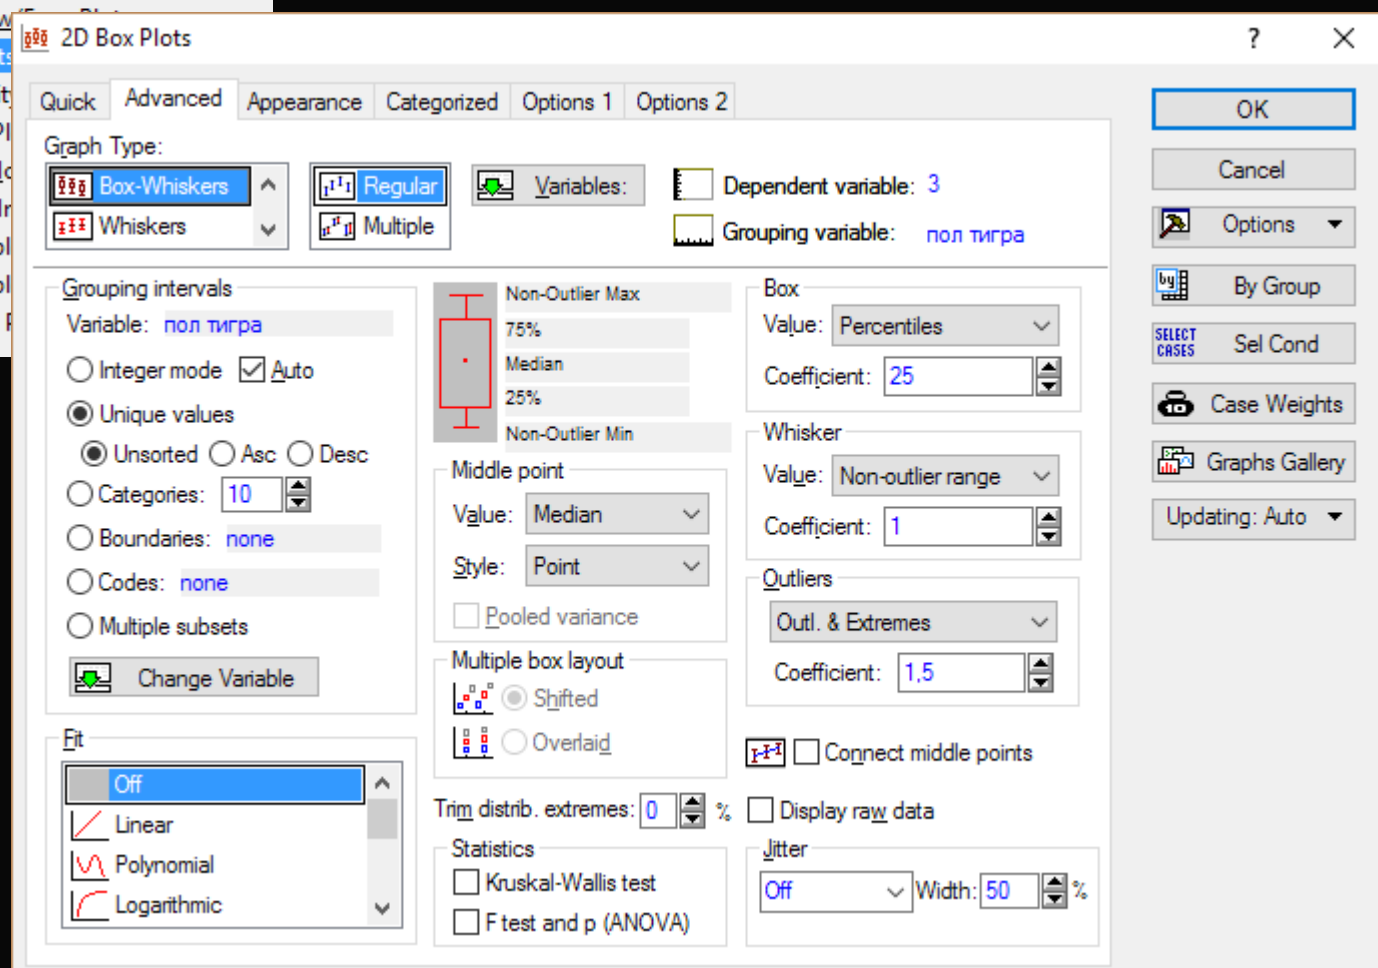 2D Box Plots
?
Quick Advanced Appearance Categorized Options 1 Options 2
Graph Type:
Box-Whiskers
Whiskers
Regular
Multiple
Variables:
Dependent variable: 3
Grouping variable: пол тигра
Grouping intervals
Variable: пол тигра
Integer mode Auto
Unique values
Unsorted Asc Desc
Categories: 10
Boundaries: none
Codes: none
Multiple subsets
Change Variable
Fit
Off
Linear
Polynomial
Logarithmic
Non-Outlier Max
75%
Median
25%
Non-Outlier Min
Middle point
Value: Median
Style: Point
Pooled variance
Multiple box layout
Shifted
Overlaid
Trim distrib. extremes: 0 %
Statistics
Kruskal-Wallis test
F test and p (ANOVA)
Box
Value: Percentiles
Coefficient: 25
Whisker
Value: Non-outlier range
Coefficient: 1
Outliers
Outl. & Extremes
Coefficient: 1,5
Connect middle points
Display raw data
Jitter
Off Width: 50 %
OK
Cancel
Options
by By Group
SELECT CASES Sel Cond
10 Case Weights
Graphs Gallery
Updating: Auto